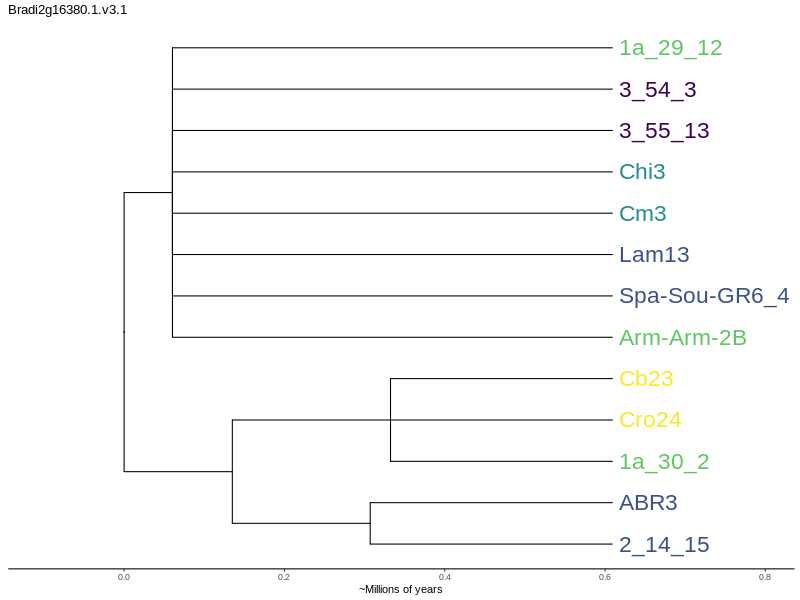 Bradi2g16380.1.v3.1
1a_29_12
3_54_3
3_55_13
Chi3
Cm3
Lam13
Spa-Sou-GR6_4
Arm-Arm-2B
Cb23
Cro24
1a_30_2
ABR3
2_14_15
0.0 0.2 0.4 0.6 0.8
~Millions of years